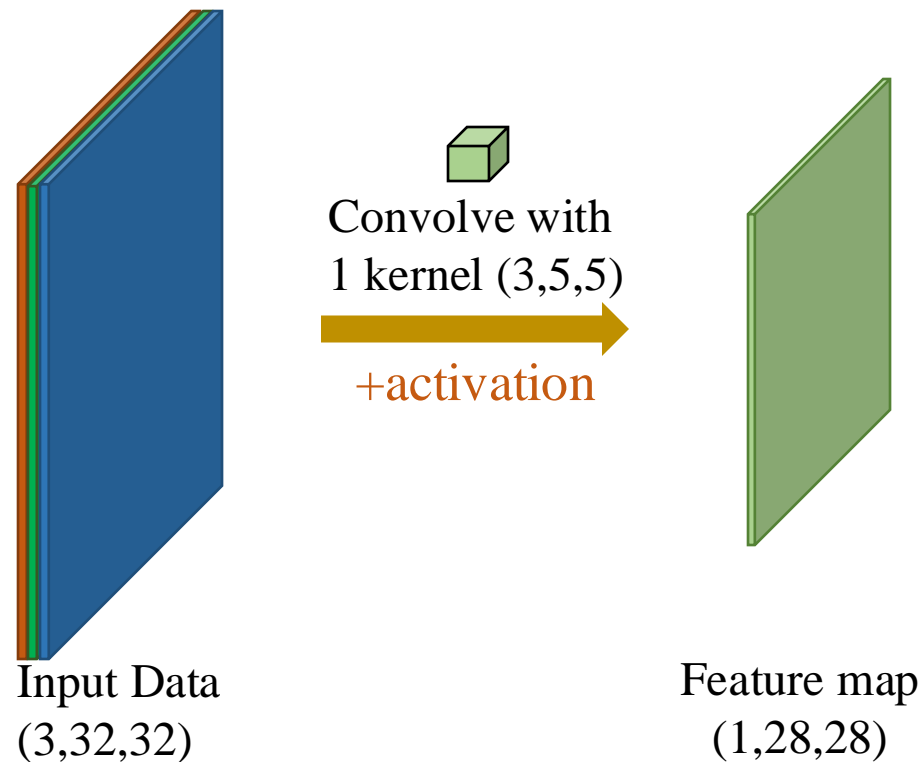 Convolve with
1 kernel (3,5,5)
+activation
Input Data
(3,32,32)
Feature map
(1,28,28)